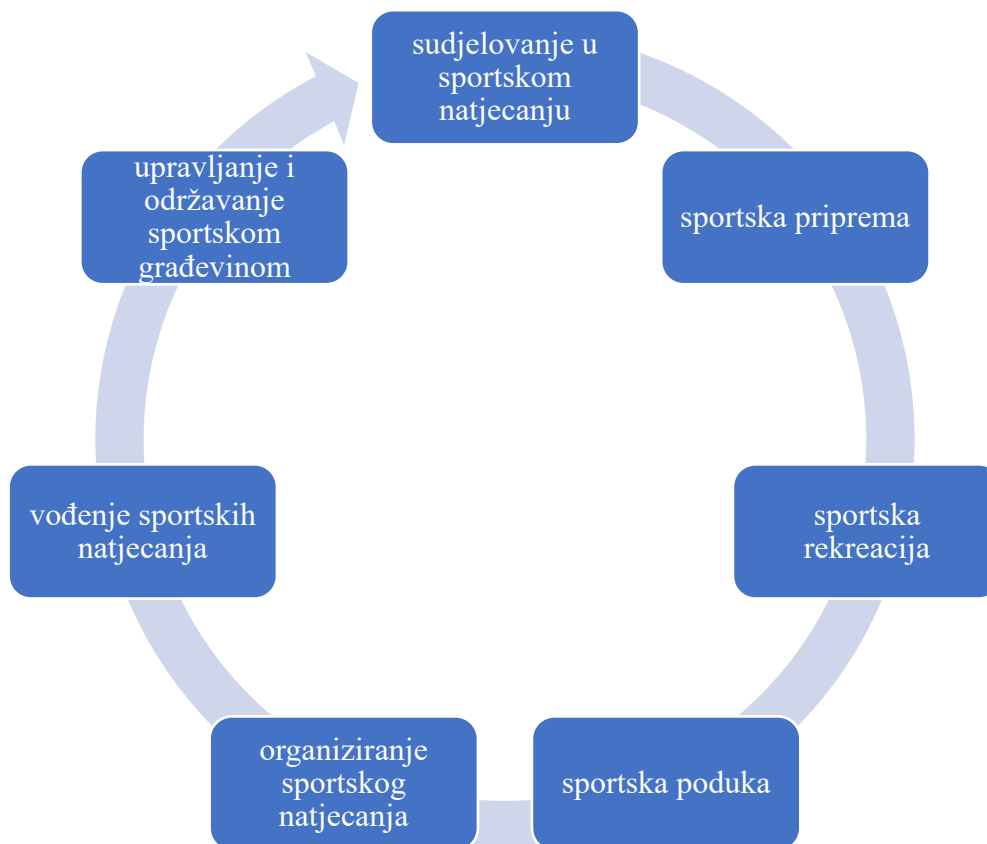 sudjelovanje u
sportskom
natjecanju
sportska priprema
sportska
rekreacija
sportska poduka
organiziranje
sportskog
natjecanja
vođenje sportskih
natjecanja
upravljanje i
održavanje
sportskom
građevinom